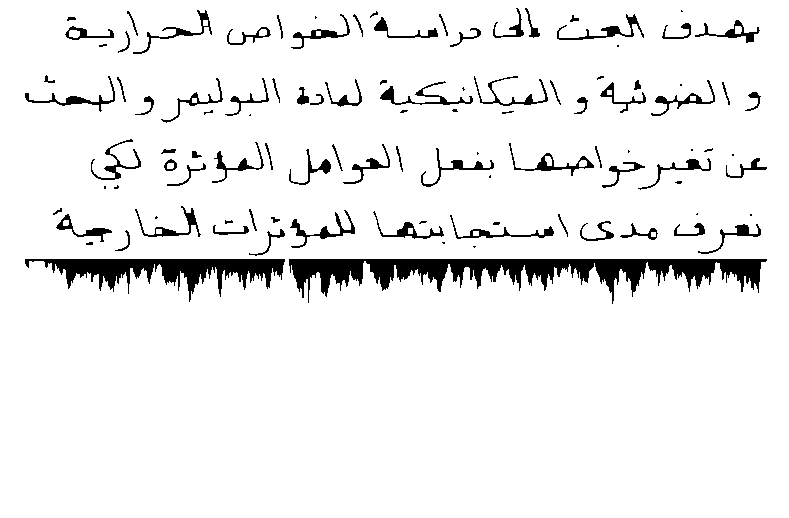 يهدف البحث إلى دراسة الخواص الحرارية
و الضوئية و الميكانيكية لمادة البوليمر و البحث
عن تغير خواصها بفعل العوامل المؤثرة لكي
نعرف مدى استجابتها للمؤثرات الخارجية